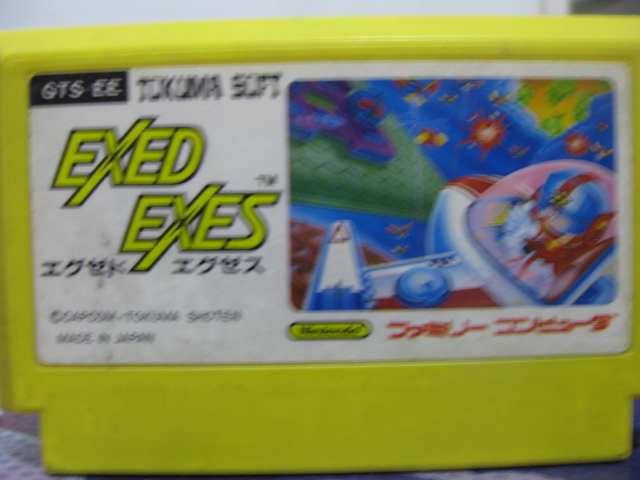 GTS-EE TOKUMA SOFT
EXED
EXES
TM
エグゼド エグゼス
©CAPCOM・TOKUMA SHOTEN
MADE IN JAPAN
Nintendo ファミリー コンピュータ